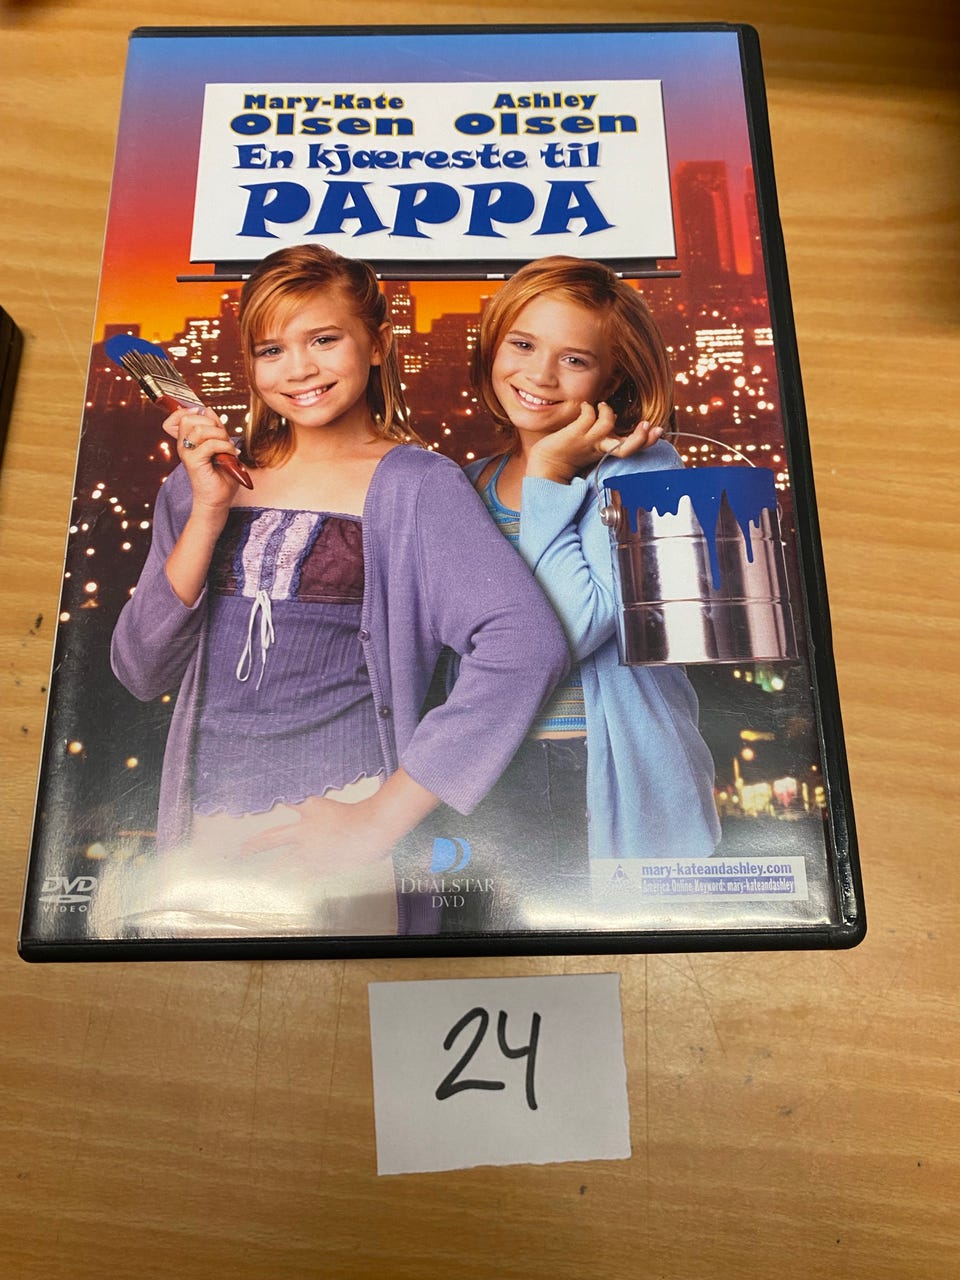 Mary-Kate Ashley
Olsen Olsen
En kjæreste til
PAPPA
DVD
VIDEO
DUALSTAR
DVD
mary-kateandashley.com
America Online Keyword: mary-kateandashley
24